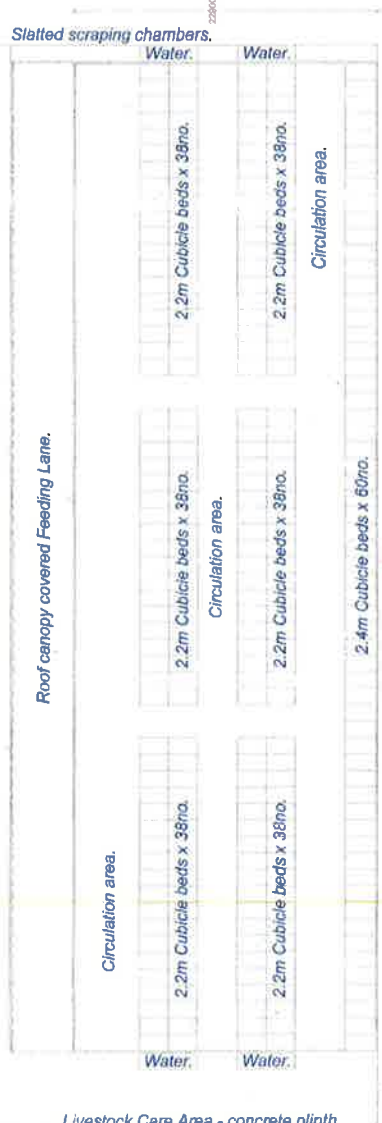 22800
Slatted scraping chambers.
Water. Water.
2.2m Cubicle beds x 38no.
2.2m Cubicle beds x 38no.
Circulation area.
Roof canopy covered Feeding Lane.
2.2m Cubicle beds x 38no.
Circulation area.
2.2m Cubicle beds x 38no.
2.4m Cubicle beds x 60no.
Circulation area.
2.2m Cubicle beds x 38no.
2.2m Cubicle beds x 38no.
Water. Water.
Livestock Care Area - concrete plinth